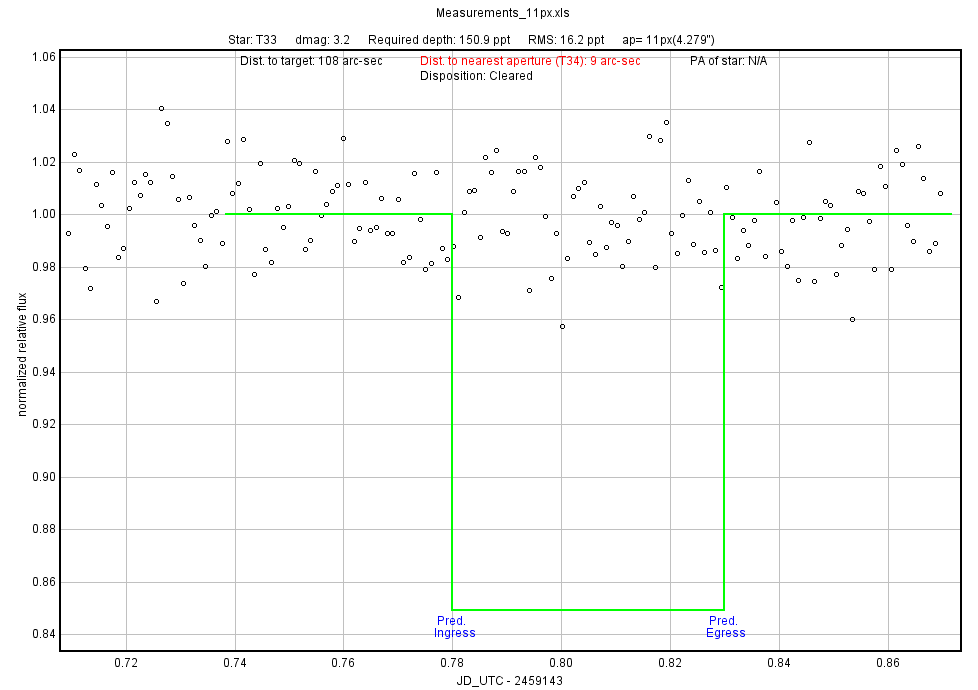 Measurements_11px.xls
Star: T33 dmag: 3.2 Required depth: 150.9 ppt RMS: 16.2 ppt ap= 11px(4.279")
Dist. to target: 108 arc-sec Dist. to nearest aperture (T34): 9 arc-sec PA of star: N/A
Disposition: Cleared
1.06
1.04
1.02
1.00
0.98
0.96
0.94
0.92
0.90
0.88
0.86
0.84
normalized relative flux
Pred.
Ingress
Pred.
Egress
0.72 0.74 0.76 0.78 0.80 0.82 0.84 0.86
JD_UTC - 2459143